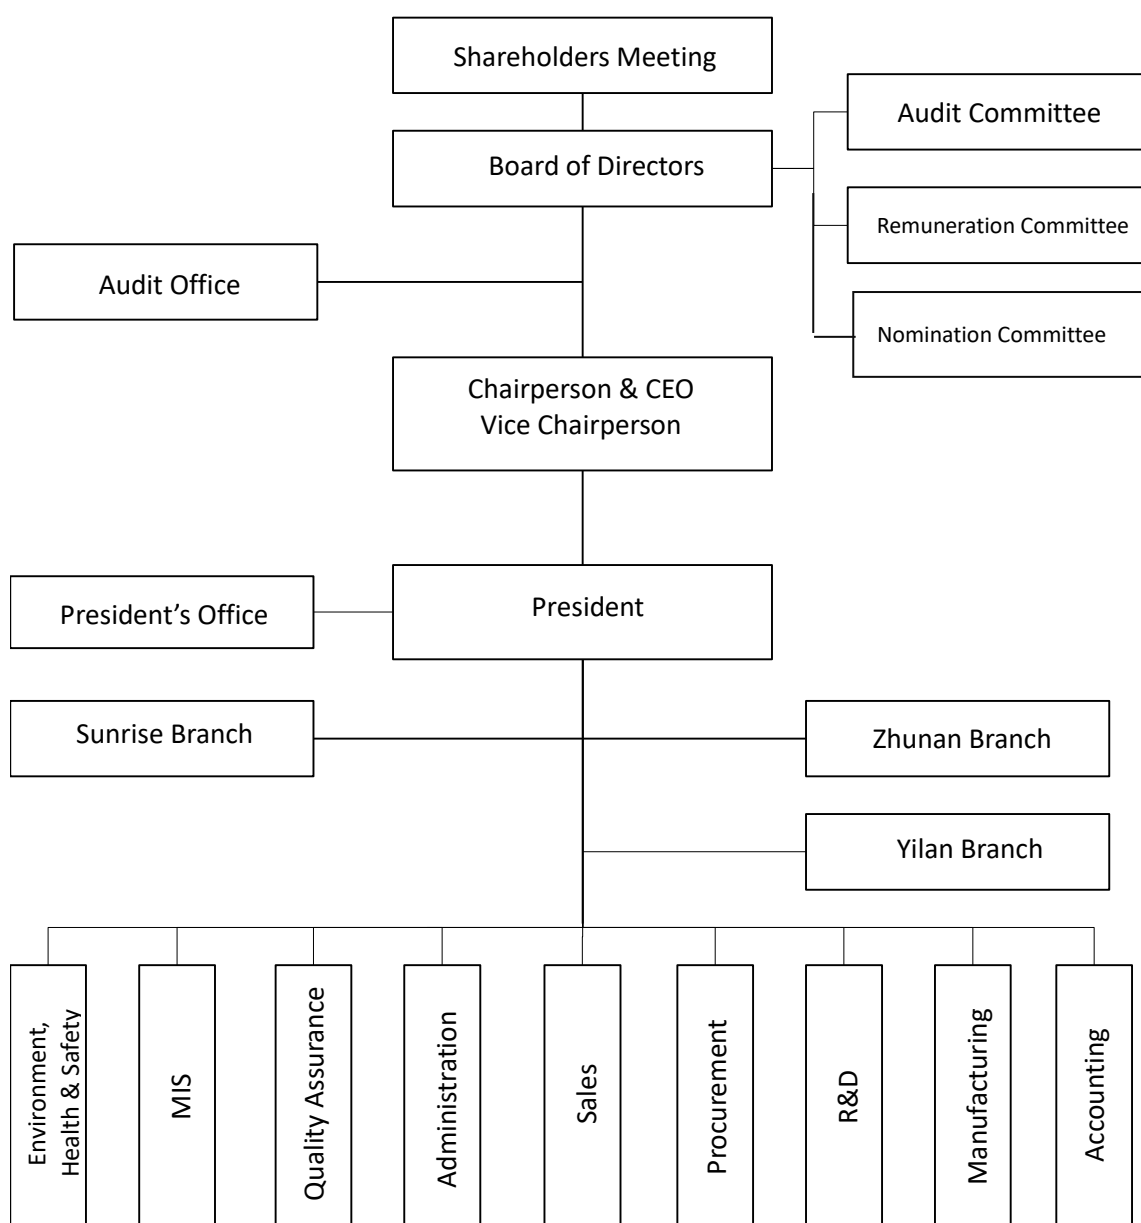 Shareholders Meeting
Audit Committee
Board of Directors
Remuneration Committee
Audit Office
Nomination Committee
Chairperson & CEO
Vice Chairperson
President
President’s Office
Sunrise Branch
Zhunan Branch
Yilan Branch
Environment,
Health & Safety
MIS
Quality Assurance
Administration
Sales
Procurement
R&D
Manufacturing
Accounting